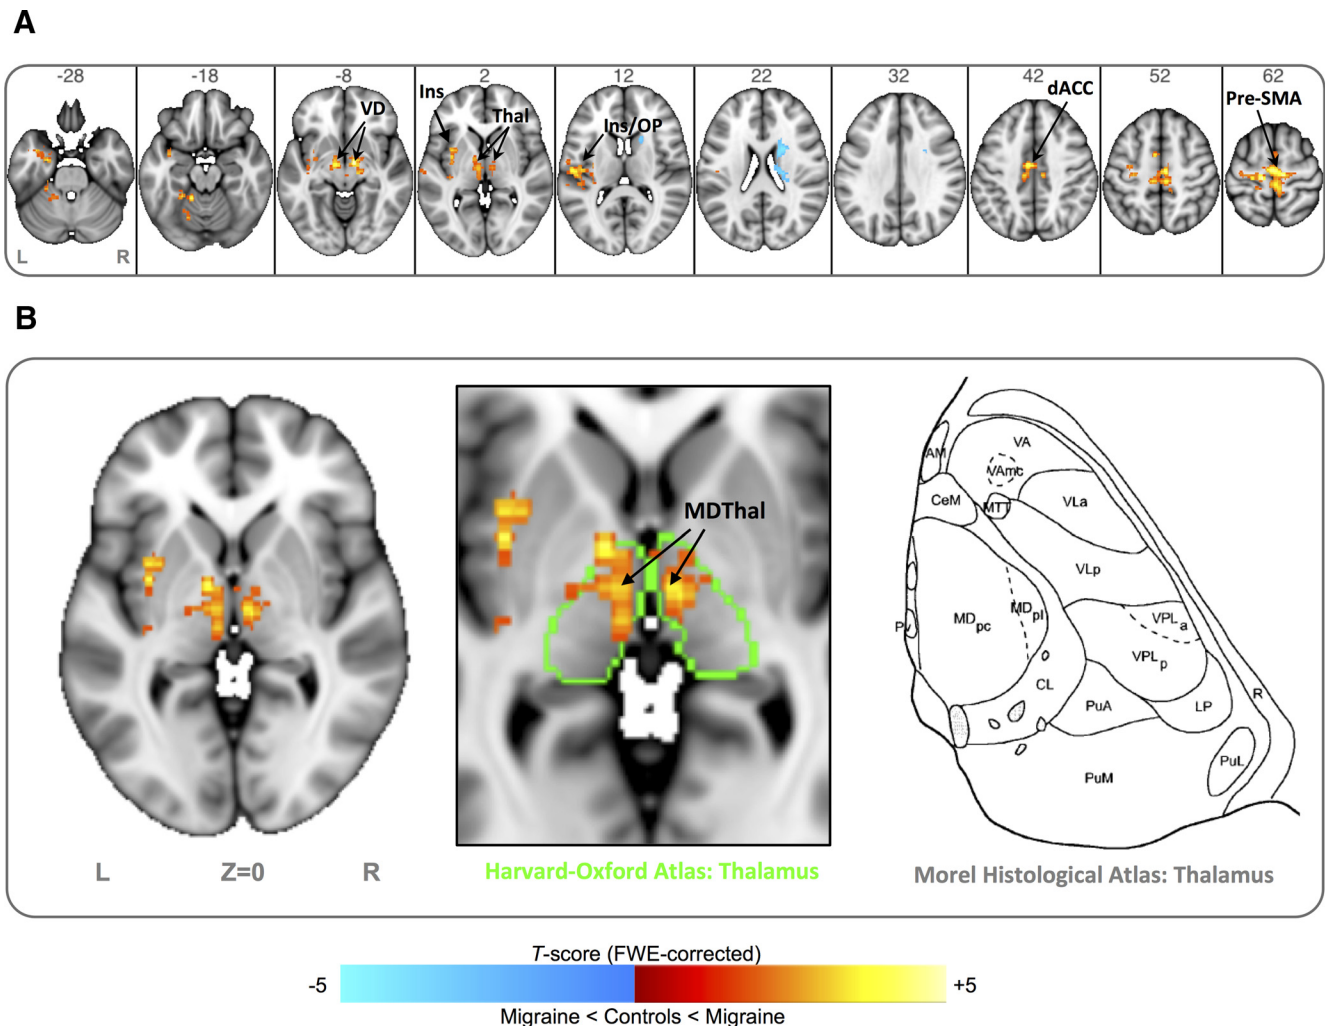 A
-28 -18 -8 2 12 22 32 42 52 62
Ins VD Thal Ins/OP dACC Pre-SMA
L R
B
MDThal
L Z=0 R
Harvard-Oxford Atlas: Thalamus
AM
VA
VAmc
CeM
MTT
VLa
VLp
MDpc
MDpl
Pv
VPLa
VPLp
CL
PuA
LP
R
PuL
PuM
Morel Histological Atlas: Thalamus
T-score (FWE-corrected)
-5 +5
Migraine < Controls < Migraine